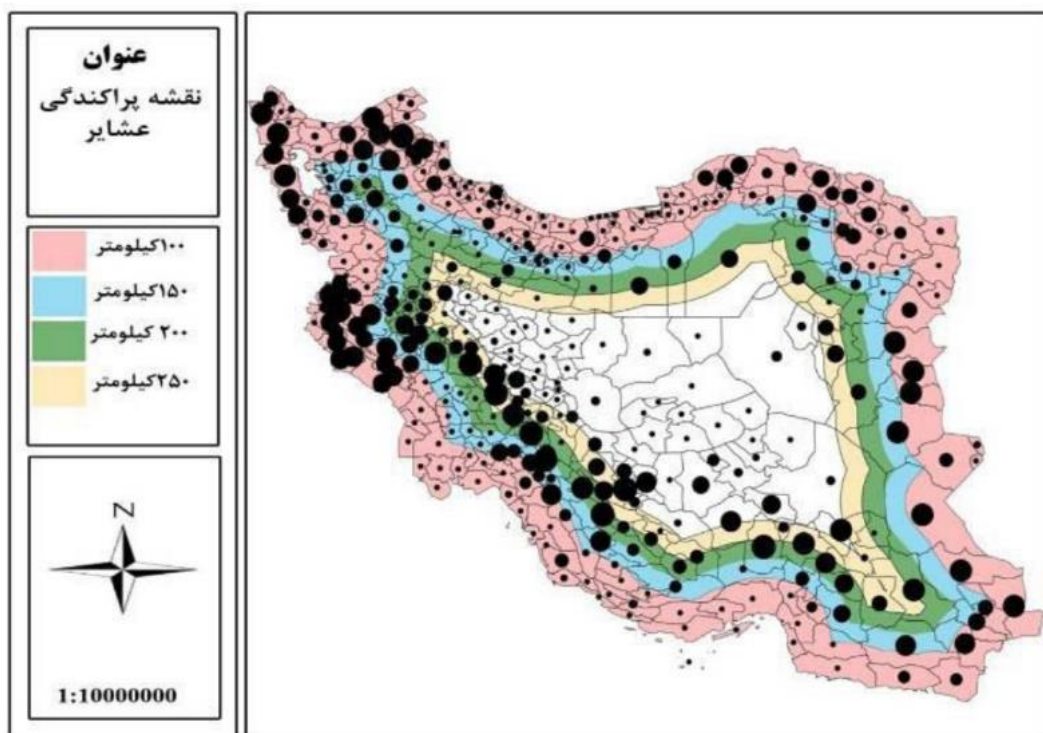 عنوان
نقشه پراکندگی
عشایر
۱۰۰کیلومتر
۱۵۰کیلومتر
۲۰۰ کیلومتر
۲۵۰کیلومتر
N
1:10000000